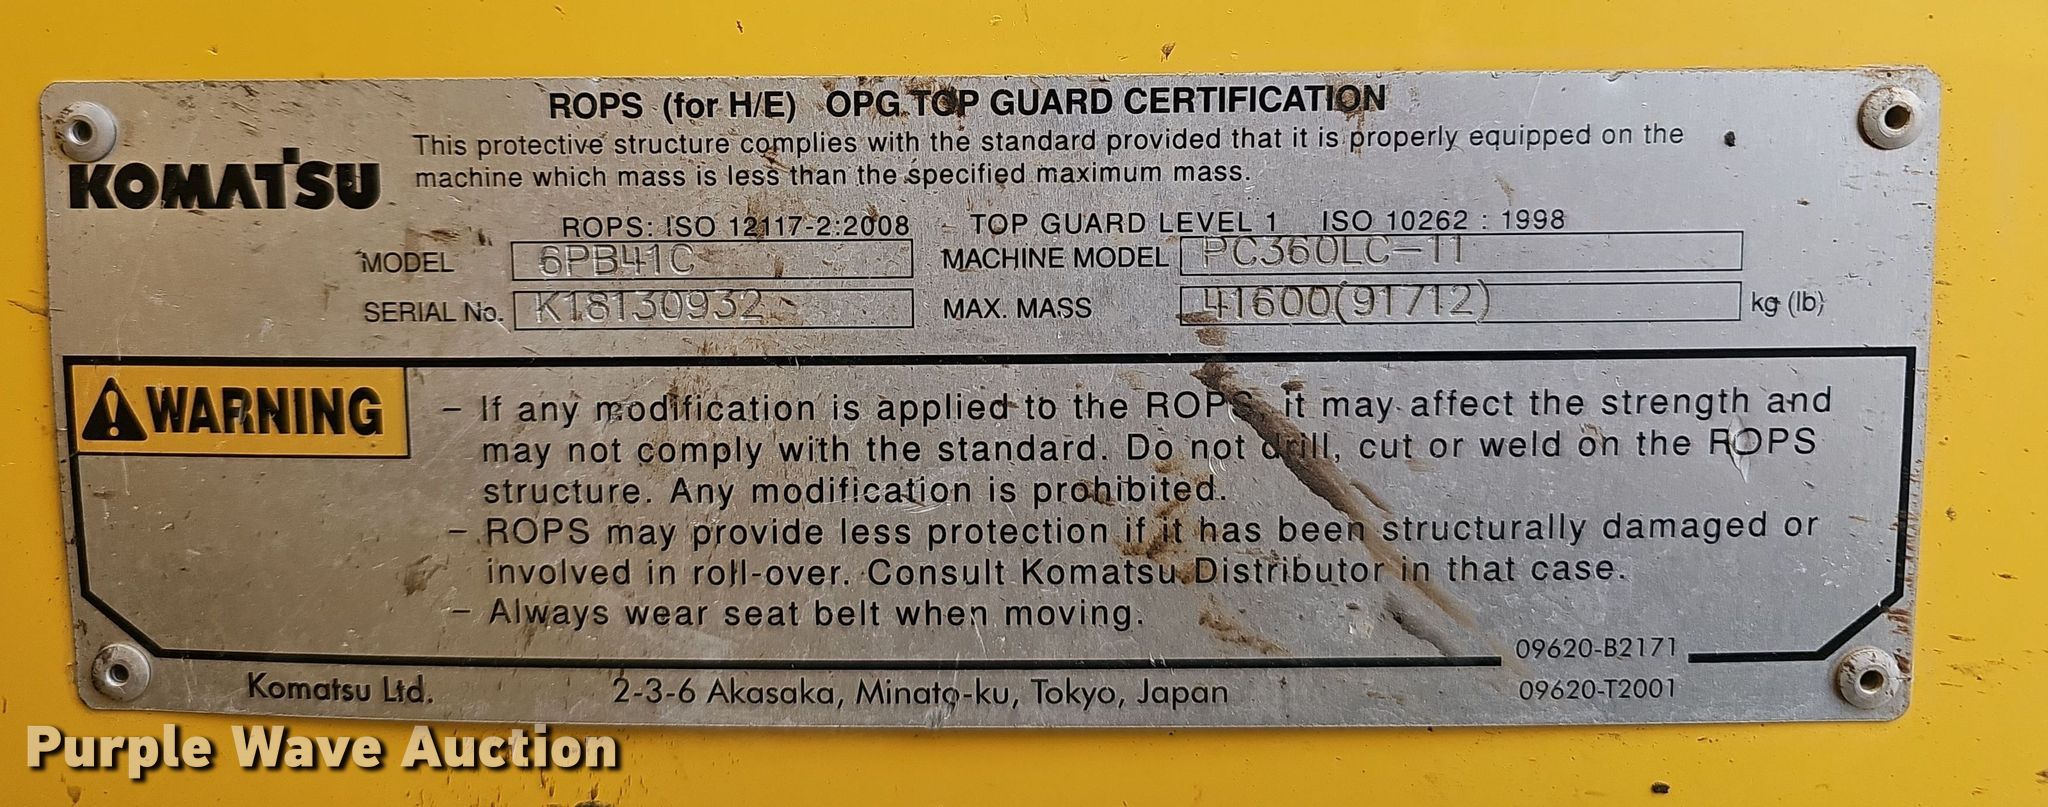 ROPS (for H/E) OPG TOP GUARD CERTIFICATION
KOMATSU
This protective structure complies with the standard provided that it is properly equipped on the
machine which mass is less than the specified maximum mass.
ROPS: ISO 12117-2:2008 TOP GUARD LEVEL 1 ISO 10262 : 1998
MODEL 6PB41C MACHINE MODEL PC360LC-11
SERIAL No. K18130932 MAX. MASS 41600(91712) kg (lb)
WARNING
– If any modification is applied to the ROPS, it may affect the strength and
may not comply with the standard. Do not drill, cut or weld on the ROPS
structure. Any modification is prohibited.
– ROPS may provide less protection if it has been structurally damaged or
involved in roll-over. Consult Komatsu Distributor in that case.
– Always wear seat belt when moving.
09620-B2171
Komatsu Ltd. 2-3-6 Akasaka, Minato-ku, Tokyo, Japan 09620-T2001
Purple Wave Auction